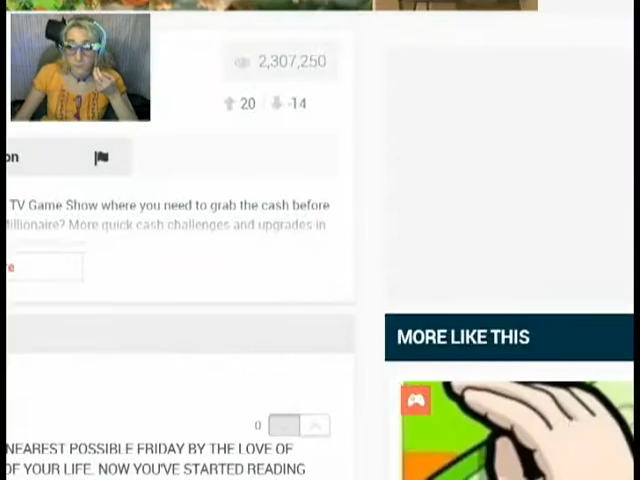 2,307,250
20 -14
on
TV Game Show where you need to grab the cash before
Millionaire? More quick cash challenges and upgrades in
e
MORE LIKE THIS
0
NEAREST POSSIBLE FRIDAY BY THE LOVE OF
OF YOUR LIFE. NOW YOU'VE STARTED READING